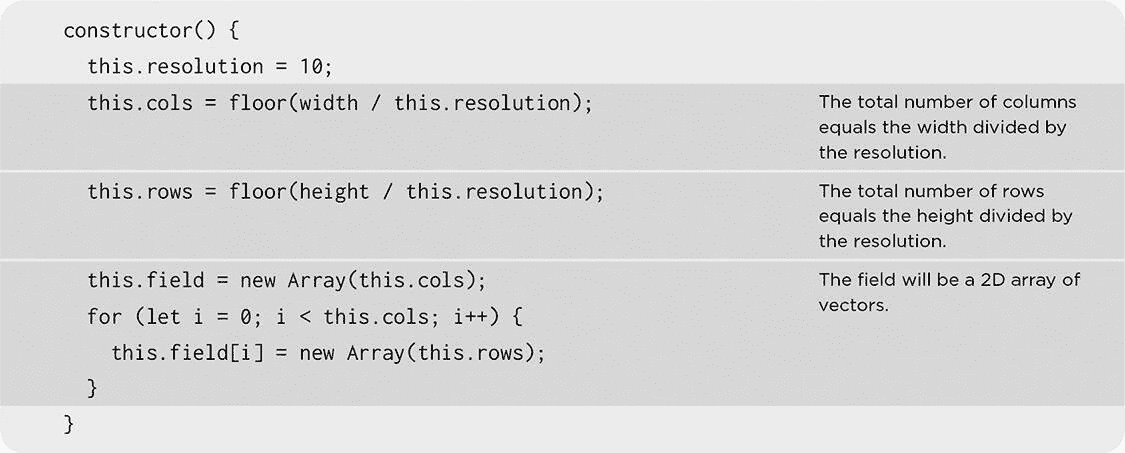 constructor() {
this.resolution = 10;
this.cols = floor(width / this.resolution);
The total number of columns
equals the width divided by
the resolution.
this.rows = floor(height / this.resolution);
The total number of rows
equals the height divided by
the resolution.
this.field = new Array(this.cols);
for (let i = 0; i < this.cols; i++) {
this.field[i] = new Array(this.rows);
}
The field will be a 2D array of
vectors.
}